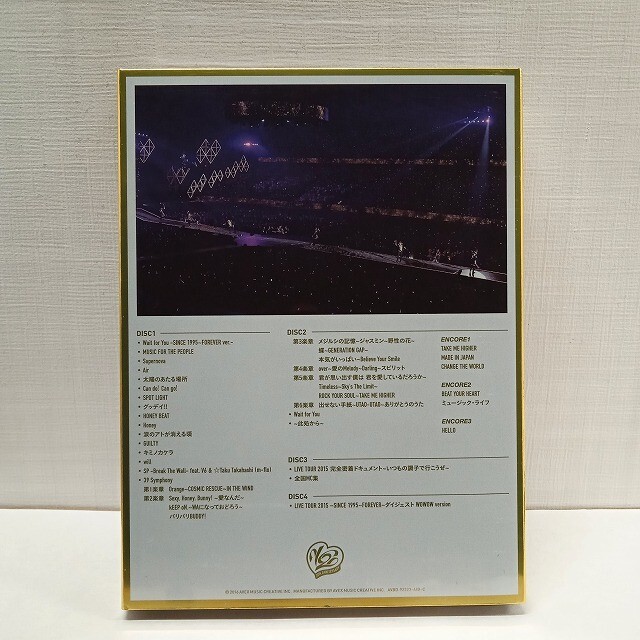 DISC1
• Wait for You ~SINCE 1995~FOREVER ver.~
• MUSIC FOR THE PEOPLE
• Supernova
• Air
• 太陽のあたる場所
• Can do! Can go!
• SPOT LIGHT
• グッデイ!!
• HONEY BEAT
• Honey
• 涙のアトが消える頃
• GUILTY
• キミノカケラ
• will
• SP "Break The Wall" feat. V6 & ☆Taku Takahashi (m-flo)
• 39 Symphony
第1楽章 Orange~COSMIC RESCUE~IN THE WIND
第2楽章 Sexy. Honey. Bunny! ~愛なんだ~
kEEP oN.~WAになっておどろう~
バリバリBUDDY!
DISC2
第3楽章 メジルシの記憶~ジャスミン~野性の花~
蝶~GENERATION GAP~
本気がいっぱい~Believe Your Smile
第4楽章 over~愛のMelody~Darling~スピリット
第5楽章 君が思い出す僕は 君を愛しているだろうか~
Timeless~Sky's The Limit~
ROCK YOUR SOUL~TAKE ME HIGHER
第6楽章 出せない手紙~UTAO-UTAO~ありがとうのうた
• Wait for You
• ~此処から~
ENCORE1
TAKE ME HIGHER
MADE IN JAPAN
CHANGE THE WORLD
ENCORE2
BEAT YOUR HEART
ミュージック・ライフ
ENCORE3
HELLO
DISC3
• LIVE TOUR 2015 完全密着ドキュメント~いつもの調子で行こうぜ~
• 全国MC集
DISC4
• LIVE TOUR 2015 ~SINCE 1995~FOREVER~ダイジェスト WOWOW version
V6
© 2016 AVEX MUSIC CREATIVE INC. MANUFACTURED BY AVEX MUSIC CREATIVE INC.